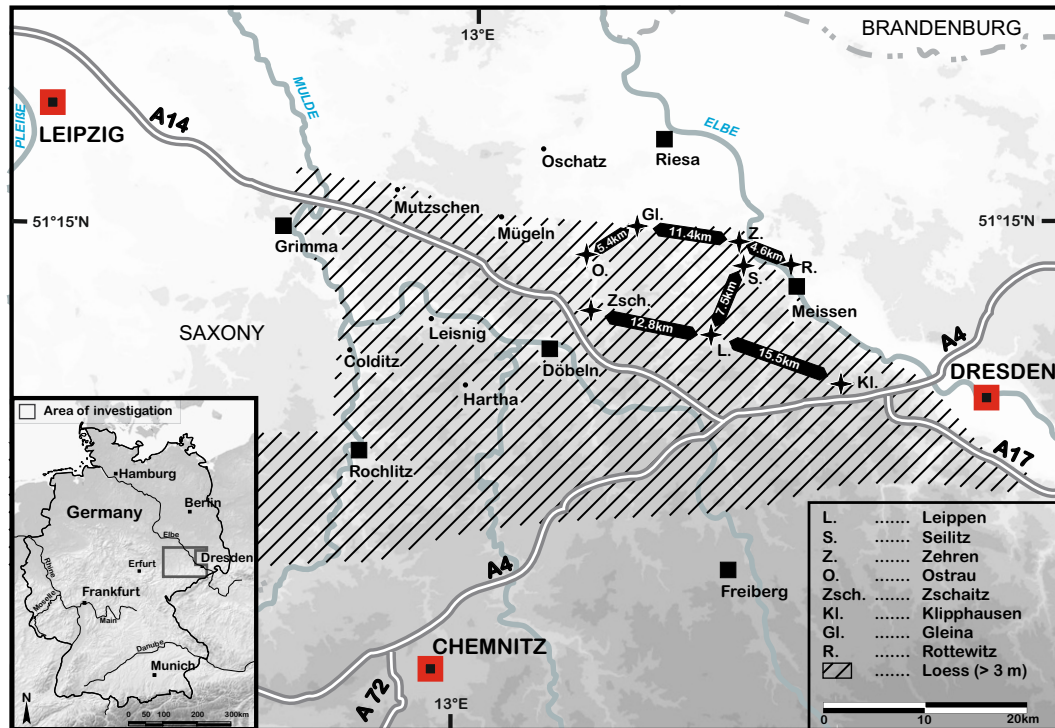 13°E
BRANDENBURG
PLEIßE
LEIPZIG
A14
MULDE
ELBE
Oschatz
Riesa
51°15'N
51°15'N
Mutzschen
Mügeln
Grimma
Gl.
11.4km
Z.
5.4km
4.6km
O.
S.
R.
Zsch.
7.5km
Meissen
SAXONY
Leisnig
12.8km
L.
Colditz
Döbeln
15.5km
Kl.
A4
DRESDEN
Hartha
Rochlitz
A17
A4
Freiberg
CHEMNITZ
A 72
13°E
Area of investigation
Hamburg
Berlin
Germany
Elbe
Dresden
Erfurt
Rhine
Frankfurt
Moselle
Main
Danube
Munich
N
0 50 100 200 300km
L. ....... Leippen
S. ....... Seilitz
Z. ....... Zehren
O. ....... Ostrau
Zsch. ....... Zschaitz
Kl. ....... Klipphausen
Gl. ....... Gleina
R. ....... Rottewitz
Loess (> 3 m)
0 10 20km